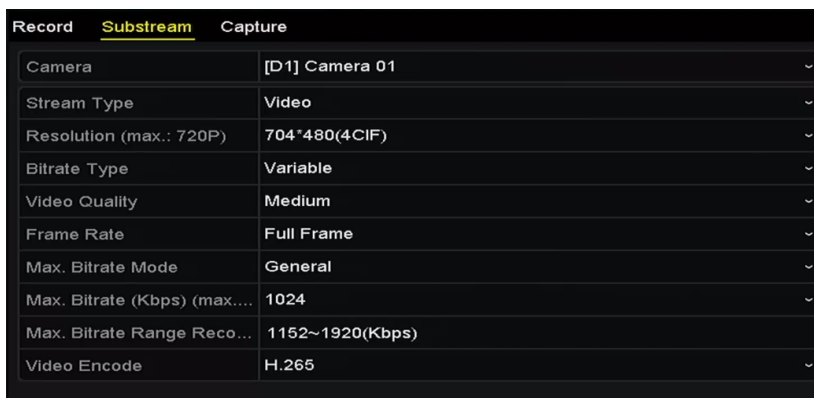 Record Substream Capture
Camera [D1] Camera 01
Stream Type Video
Resolution (max.: 720P) 704*480(4CIF)
Bitrate Type Variable
Video Quality Medium
Frame Rate Full Frame
Max. Bitrate Mode General
Max. Bitrate (Kbps) (max.... 1024
Max. Bitrate Range Reco... 1152~1920(Kbps)
Video Encode H.265